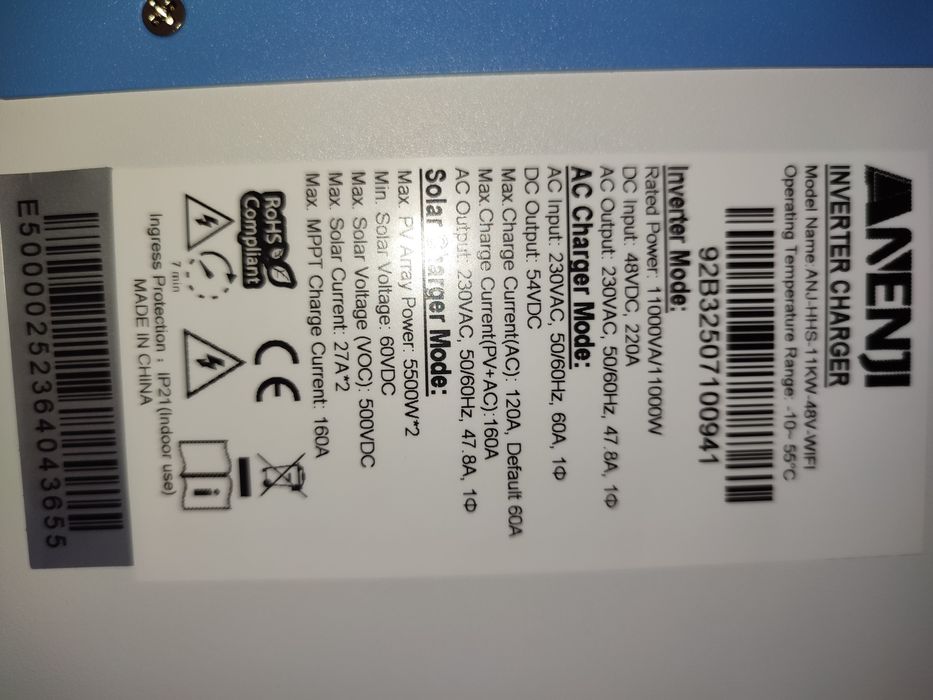 ANENJI
INVERTER CHARGER
Model Name:ANJ-HHS-11KW-48V-WIFI
Operating Temperature Range: -10~ 55°C
92B32507100941
Inverter Mode:
Rated Power: 11000VA/11000W
DC Input: 48VDC, 220A
AC Output: 230VAC, 50/60Hz, 47.8A, 1Φ
AC Charger Mode:
AC Input: 230VAC, 50/60Hz, 60A, 1Φ
DC Output: 54VDC
Max.Charge Current(AC): 120A, Default 60A
Max.Charge Current(PV+AC):160A
AC Output: 230VAC, 50/60Hz, 47.8A, 1Φ
Solar Charger Mode:
Max. PV Array Power: 5500W*2
Min. Solar Voltage: 60VDC
Max. Solar Voltage (VOC): 500VDC
Max. Solar Current: 27A*2
Max. MPPT Charge Current: 160A
RoHS
Compliant
CE
7 min
Ingress Protection : IP21(Indoor use)
MADE IN CHINA
E50000252364043655